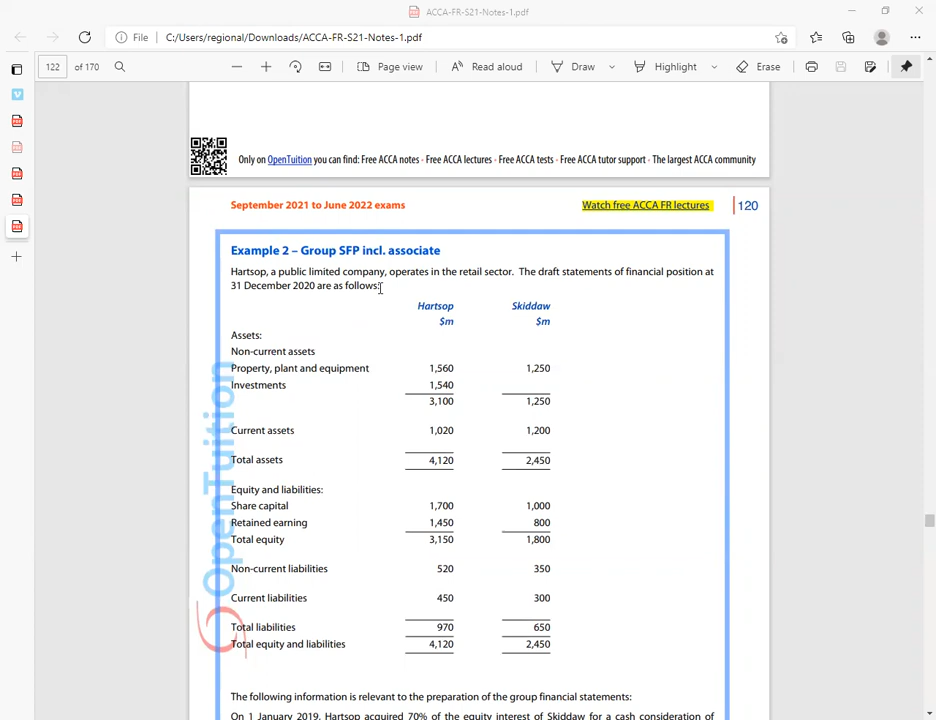 ACCA-FR-S21-Notes-1.pdf
File C:/Users/regional/Downloads/ACCA-FR-S21-Notes-1.pdf
122 of 170 Page view Read aloud Draw Highlight Erase
Only on OpenTuition you can find: Free ACCA notes - Free ACCA lectures - Free ACCA tests - Free ACCA tutor support - The largest ACCA community
September 2021 to June 2022 exams Watch free ACCA FR lectures 120
Example 2 – Group SFP incl. associate
Hartsop, a public limited company, operates in the retail sector. The draft statements of financial position at
31 December 2020 are as follows:
Hartsop Skiddaw
$m $m
Assets:
Non-current assets
Property, plant and equipment 1,560 1,250
Investments 1,540
3,100 1,250
Current assets 1,020 1,200
Total assets 4,120 2,450
Equity and liabilities:
Share capital 1,700 1,000
Retained earning 1,450 800
Total equity 3,150 1,800
Non-current liabilities 520 350
Current liabilities 450 300
Total liabilities 970 650
Total equity and liabilities 4,120 2,450
The following information is relevant to the preparation of the group financial statements:
On 1 January 2019, Hartsop acquired 70% of the equity interest of Skiddaw for a cash consideration of
OpenTuition